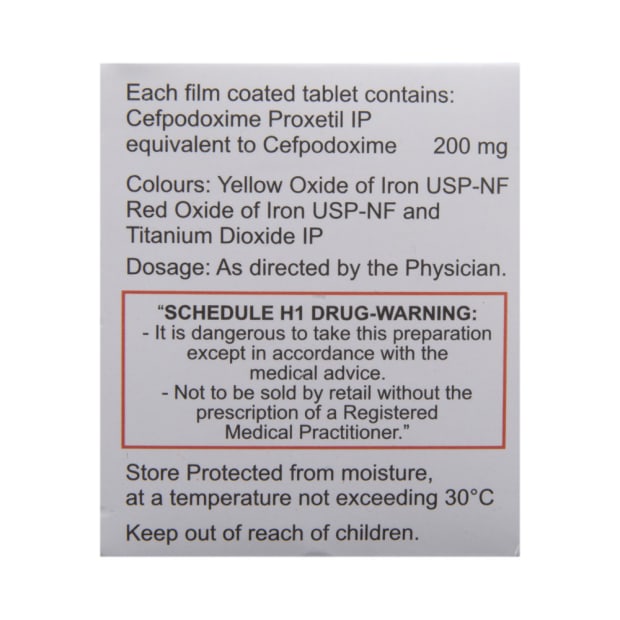 Each film coated tablet contains:
Cefpodoxime Proxetil IP
equivalent to Cefpodoxime 200 mg
Colours: Yellow Oxide of Iron USP-NF
Red Oxide of Iron USP-NF and
Titanium Dioxide IP
Dosage: As directed by the Physician.
“SCHEDULE H1 DRUG-WARNING:
- It is dangerous to take this preparation
except in accordance with the
medical advice.
- Not to be sold by retail without the
prescription of a Registered
Medical Practitioner.”
Store Protected from moisture,
at a temperature not exceeding 30°C
Keep out of reach of children.